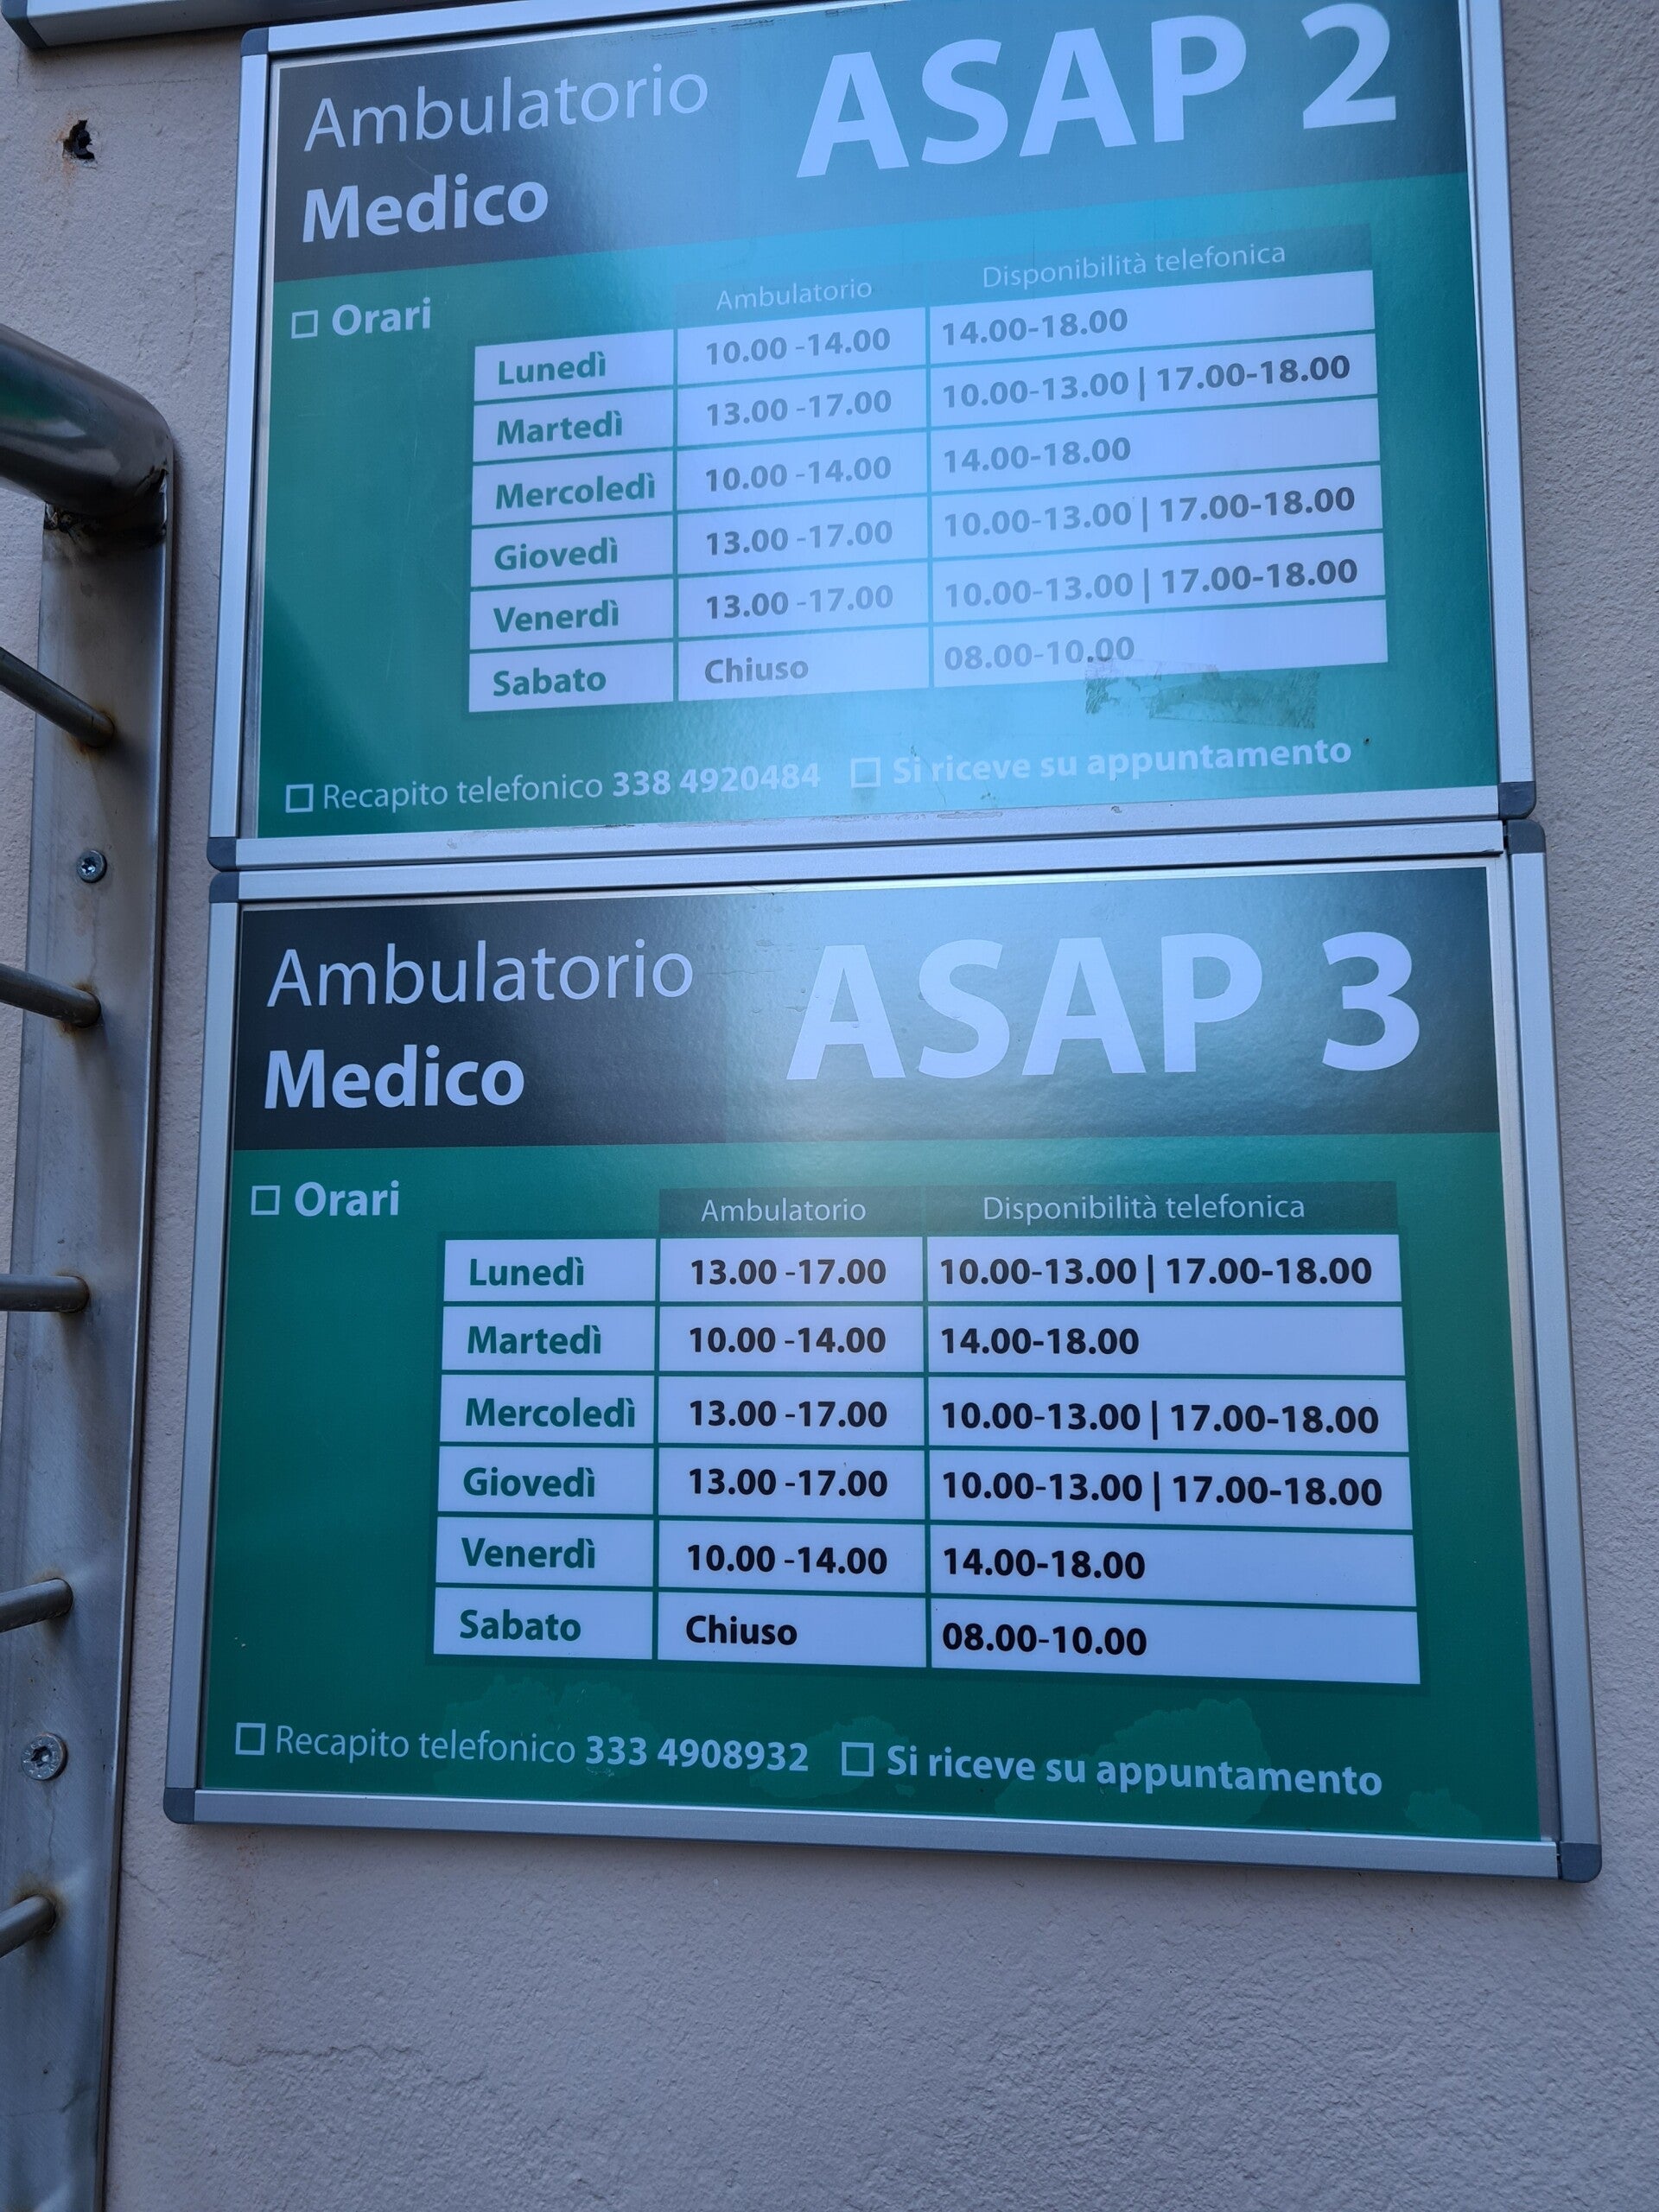 Ambulatorio
Medico
ASAP 2
Orari
Ambulatorio Disponibilità telefonica
Lunedì 10.00 -14.00 14.00-18.00
Martedì 13.00 -17.00 10.00-13.00 | 17.00-18.00
Mercoledì 10.00 -14.00 14.00-18.00
Giovedì 13.00 -17.00 10.00-13.00 | 17.00-18.00
Venerdì 13.00 -17.00 10.00-13.00 | 17.00-18.00
Sabato Chiuso 08.00-10.00
Recapito telefonico 338 4920484 Si riceve su appuntamento
Ambulatorio
Medico
ASAP 3
Orari
Ambulatorio Disponibilità telefonica
Lunedì 13.00 -17.00 10.00-13.00 | 17.00-18.00
Martedì 10.00 -14.00 14.00-18.00
Mercoledì 13.00 -17.00 10.00-13.00 | 17.00-18.00
Giovedì 13.00 -17.00 10.00-13.00 | 17.00-18.00
Venerdì 10.00 -14.00 14.00-18.00
Sabato Chiuso 08.00-10.00
Recapito telefonico 333 4908932 Si riceve su appuntamento